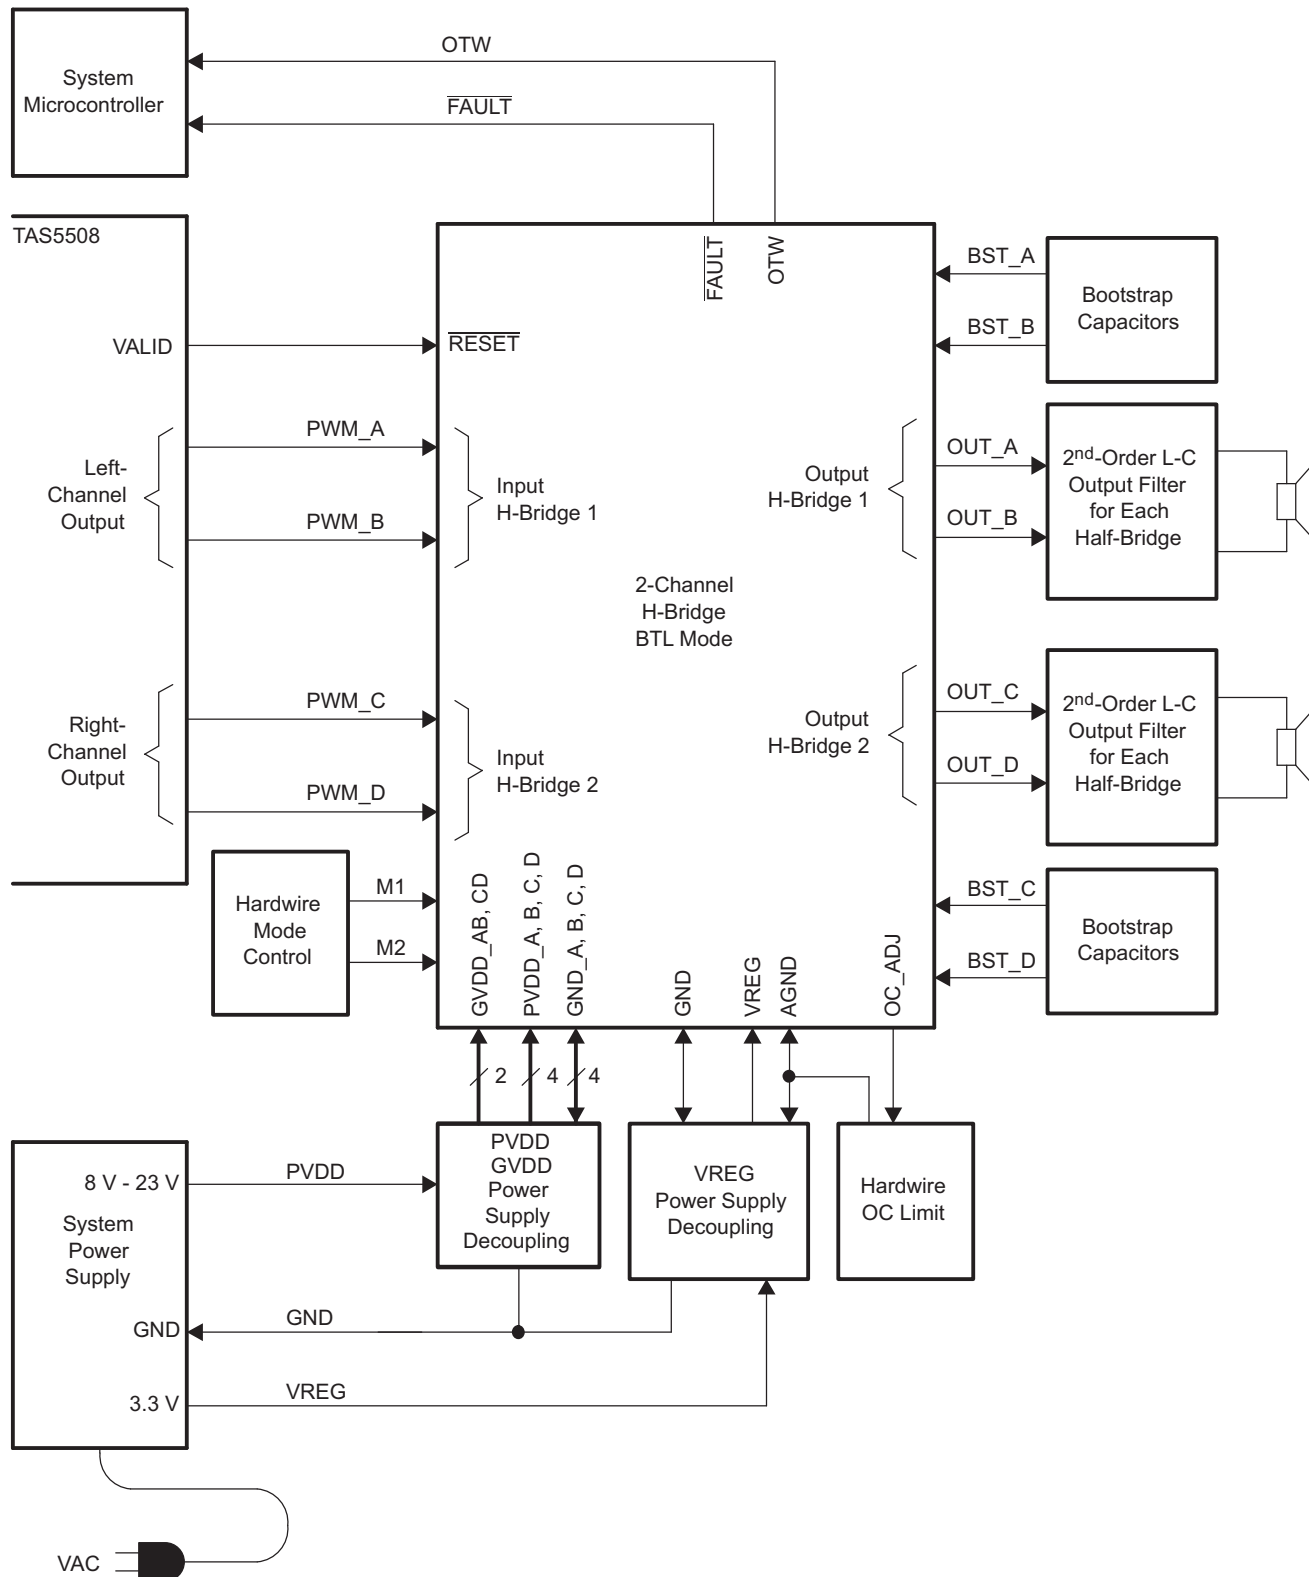 OTW
System
Microcontroller
FAULT
TAS5508
FAULT
OTW
BST_A
Bootstrap
Capacitors
BST_B
VALID
RESET
PWM_A
Left-
Channel
Output
PWM_B
Input
H-Bridge 1
Output
H-Bridge 1
OUT_A
OUT_B
2nd-Order L-C
Output Filter
for Each
Half-Bridge
2-Channel
H-Bridge
BTL Mode
PWM_C
Right-
Channel
Output
PWM_D
Input
H-Bridge 2
Output
H-Bridge 2
OUT_C
OUT_D
2nd-Order L-C
Output Filter
for Each
Half-Bridge
Hardwire
Mode
Control
M1
M2
GVDD_AB, CD
PVDD_A, B, C, D
GND_A, B, C, D
GND
VREG
AGND
OC_ADJ
BST_C
BST_D
Bootstrap
Capacitors
2
4
4
PVDD
GVDD
Power
Supply
Decoupling
VREG
Power Supply
Decoupling
Hardwire
OC Limit
8 V - 23 V
PVDD
System
Power
Supply
GND
GND
3.3 V
VREG
VAC